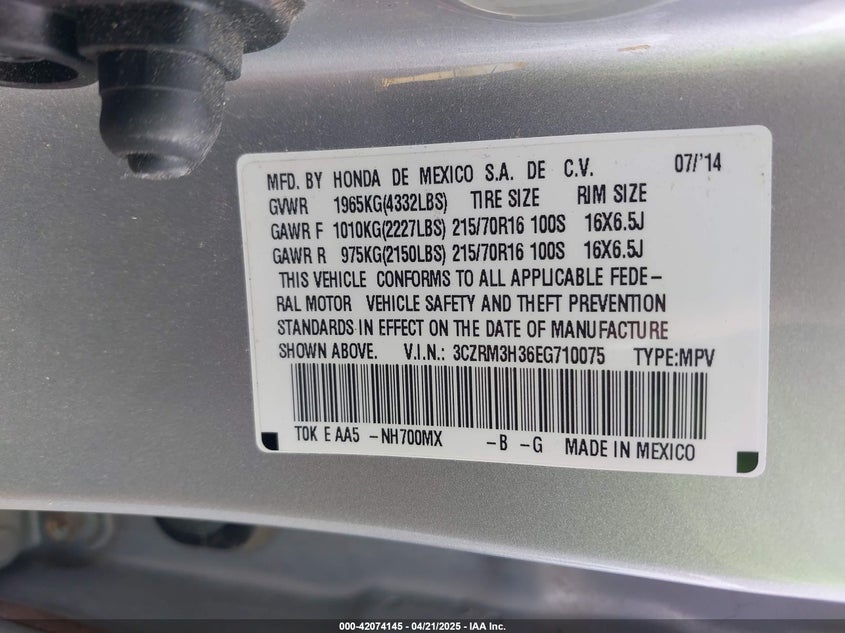 MFD. BY HONDA DE MEXICO S.A. DE C.V. 07/'14
GVWR 1965KG(4332LBS) TIRE SIZE RIM SIZE
GAWR F 1010KG(2227LBS) 215/70R16 100S 16X6.5J
GAWR R 975KG(2150LBS) 215/70R16 100S 16X6.5J
THIS VEHICLE CONFORMS TO ALL APPLICABLE FEDE-
RAL MOTOR VEHICLE SAFETY AND THEFT PREVENTION
STANDARDS IN EFFECT ON THE DATE OF MANUFACTURE
SHOWN ABOVE. V.I.N.: 3CZRM3H36EG710075 TYPE:MPV
T0K E AA5 -NH700MX -B -G MADE IN MEXICO
000-42074145 - 04/21/2025 - IAA Inc.